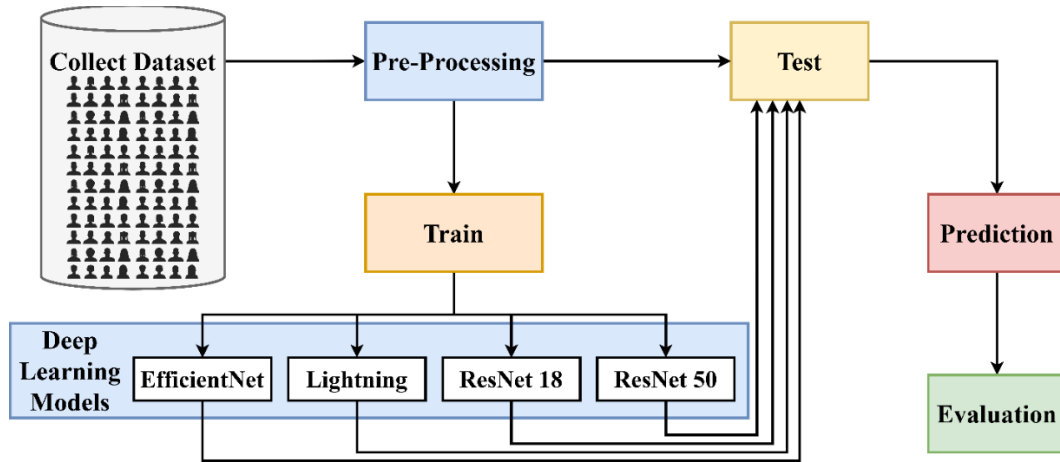 Collect Dataset
Pre-Processing
Test
Train
Prediction
Deep
Learning
Models
EfficientNet
Lightning
ResNet 18
ResNet 50
Evaluation